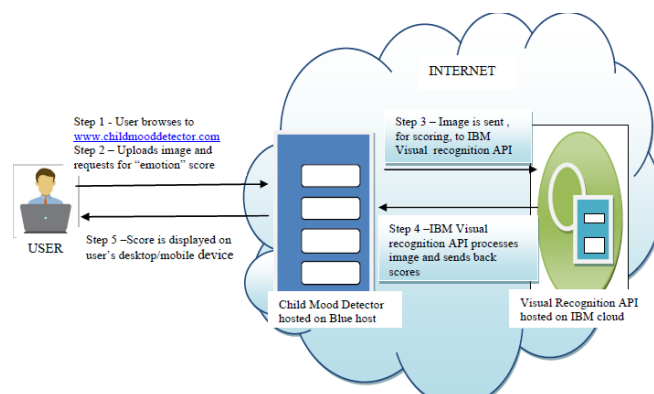 INTERNET
Step 1 - User browses to
www.childmooddetector.com
Step 2 – Uploads image and
requests for “emotion” score
Step 3 – Image is sent ,
for scoring, to IBM
Visual recognition API
USER
Step 5 –Score is displayed on
user’s desktop/mobile device
Step 4 –IBM Visual
recognition API processes
image and sends back
scores
Child Mood Detector
hosted on Blue host
Visual Recognition API
hosted on IBM cloud